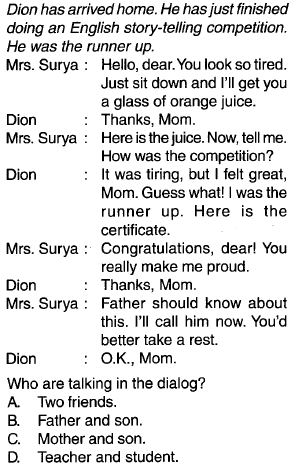 Dion has arrived home. He has just finished
doing an English story-telling competition.
He was the runner up.
Mrs. Surya : Hello, dear. You look so tired.
Just sit down and I'll get you
a glass of orange juice.
Dion : Thanks, Mom.
Mrs. Surya : Here is the juice. Now, tell me.
How was the competition?
Dion : It was tiring, but I felt great,
Mom. Guess what! I was the
runner up. Here is the
certificate.
Mrs. Surya : Congratulations, dear! You
really make me proud.
Dion : Thanks, Mom.
Mrs. Surya : Father should know about
this. I'll call him now. You'd
better take a rest.
Dion : O.K., Mom.
Who are talking in the dialog?
A. Two friends.
B. Father and son.
C. Mother and son.
D. Teacher and student.